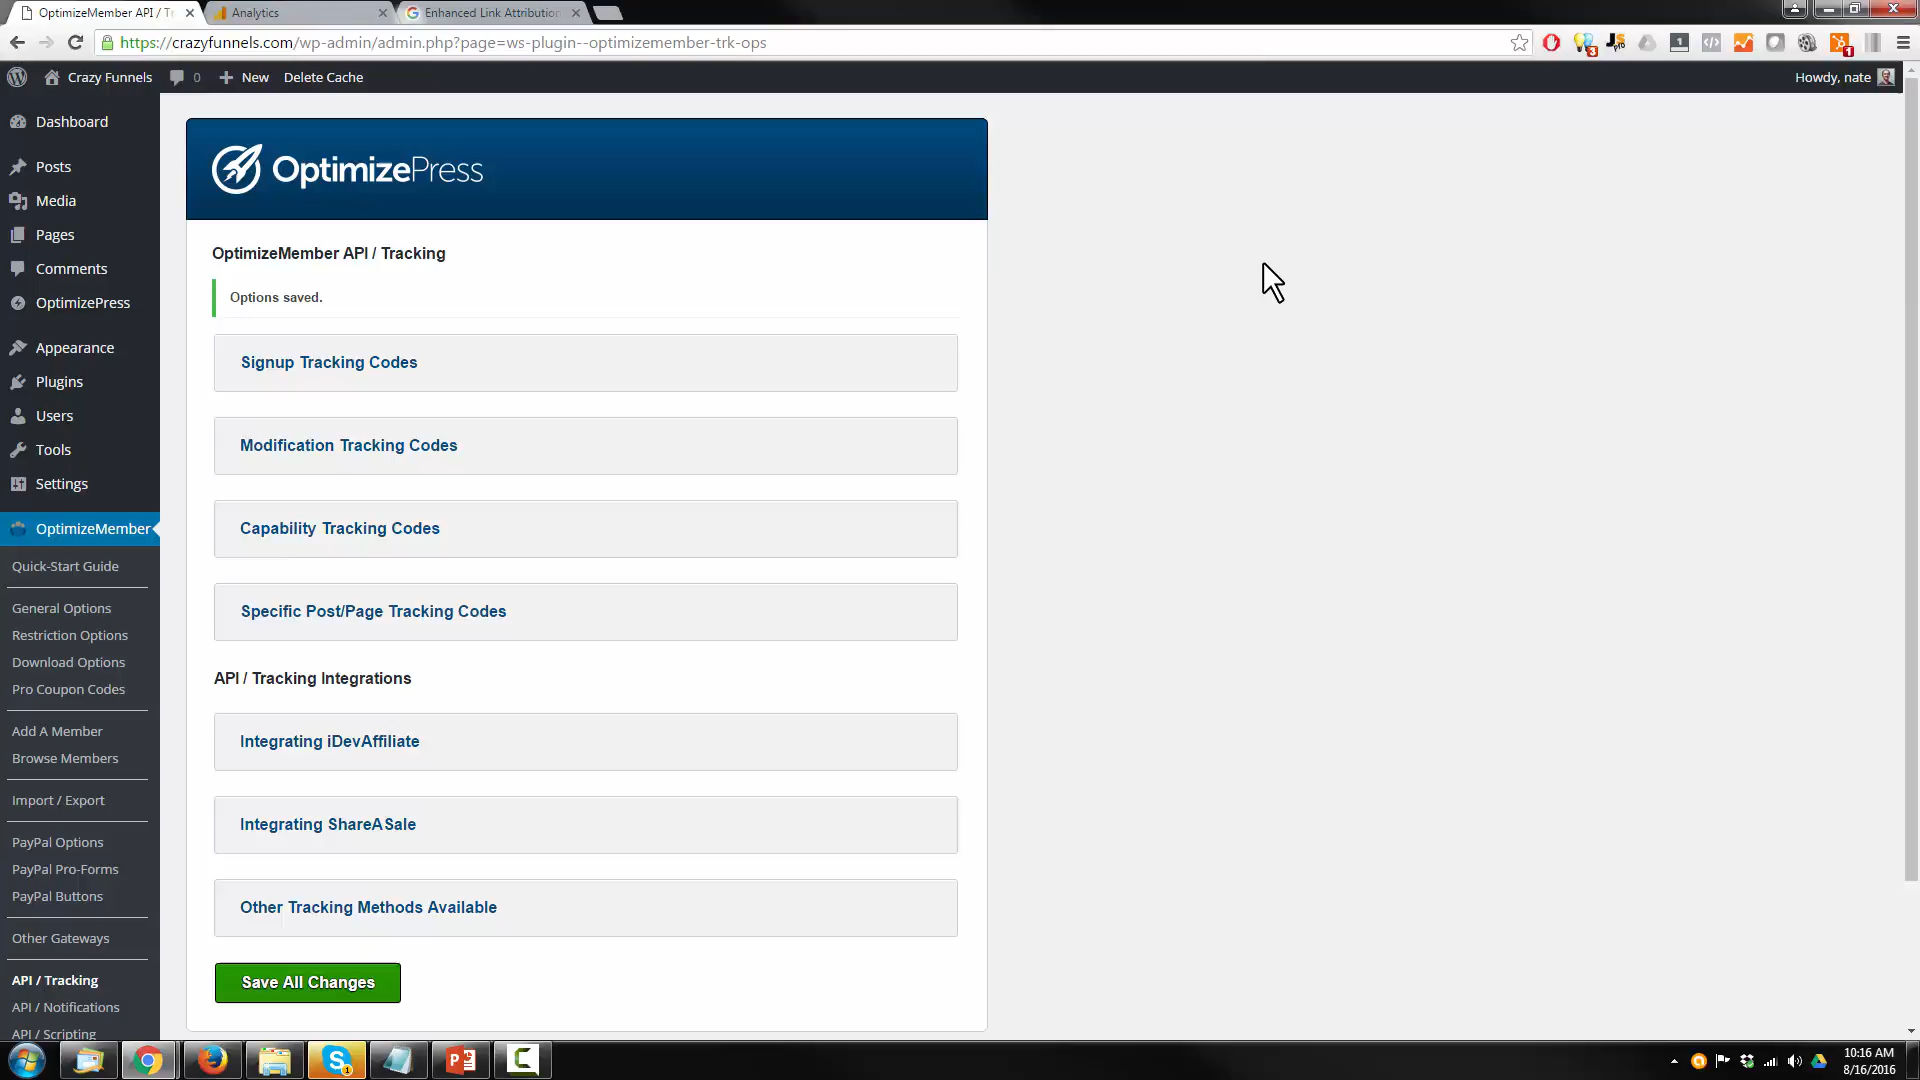 OptimizeMember API / Tr
Analytics
Enhanced Link Attribution
https://crazyfunnels.com/wp-admin/admin.php?page=ws-plugin--optimizemember-trk-ops
Crazy Funnels
0
New
Delete Cache
Howdy, nate
Dashboard
Posts
Media
Pages
Comments
OptimizePress
Appearance
Plugins
Users
Tools
Settings
OptimizeMember
Quick-Start Guide
General Options
Restriction Options
Download Options
Pro Coupon Codes
Add A Member
Browse Members
Import / Export
PayPal Options
PayPal Pro-Forms
PayPal Buttons
Other Gateways
API / Tracking
API / Notifications
API / Scripting
OptimizePress
OptimizeMember API / Tracking
Options saved.
Signup Tracking Codes
Modification Tracking Codes
Capability Tracking Codes
Specific Post/Page Tracking Codes
API / Tracking Integrations
Integrating iDevAffiliate
Integrating ShareASale
Other Tracking Methods Available
Save All Changes
10:16 AM
8/16/2016